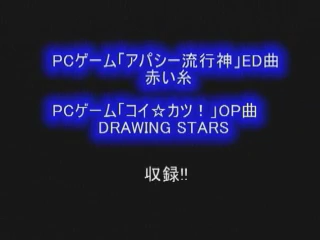 PCゲーム「アパシー流行神」ED曲
赤い糸
PCゲーム「コイ☆カツ！」OP曲
DRAWING STARS
収録!!